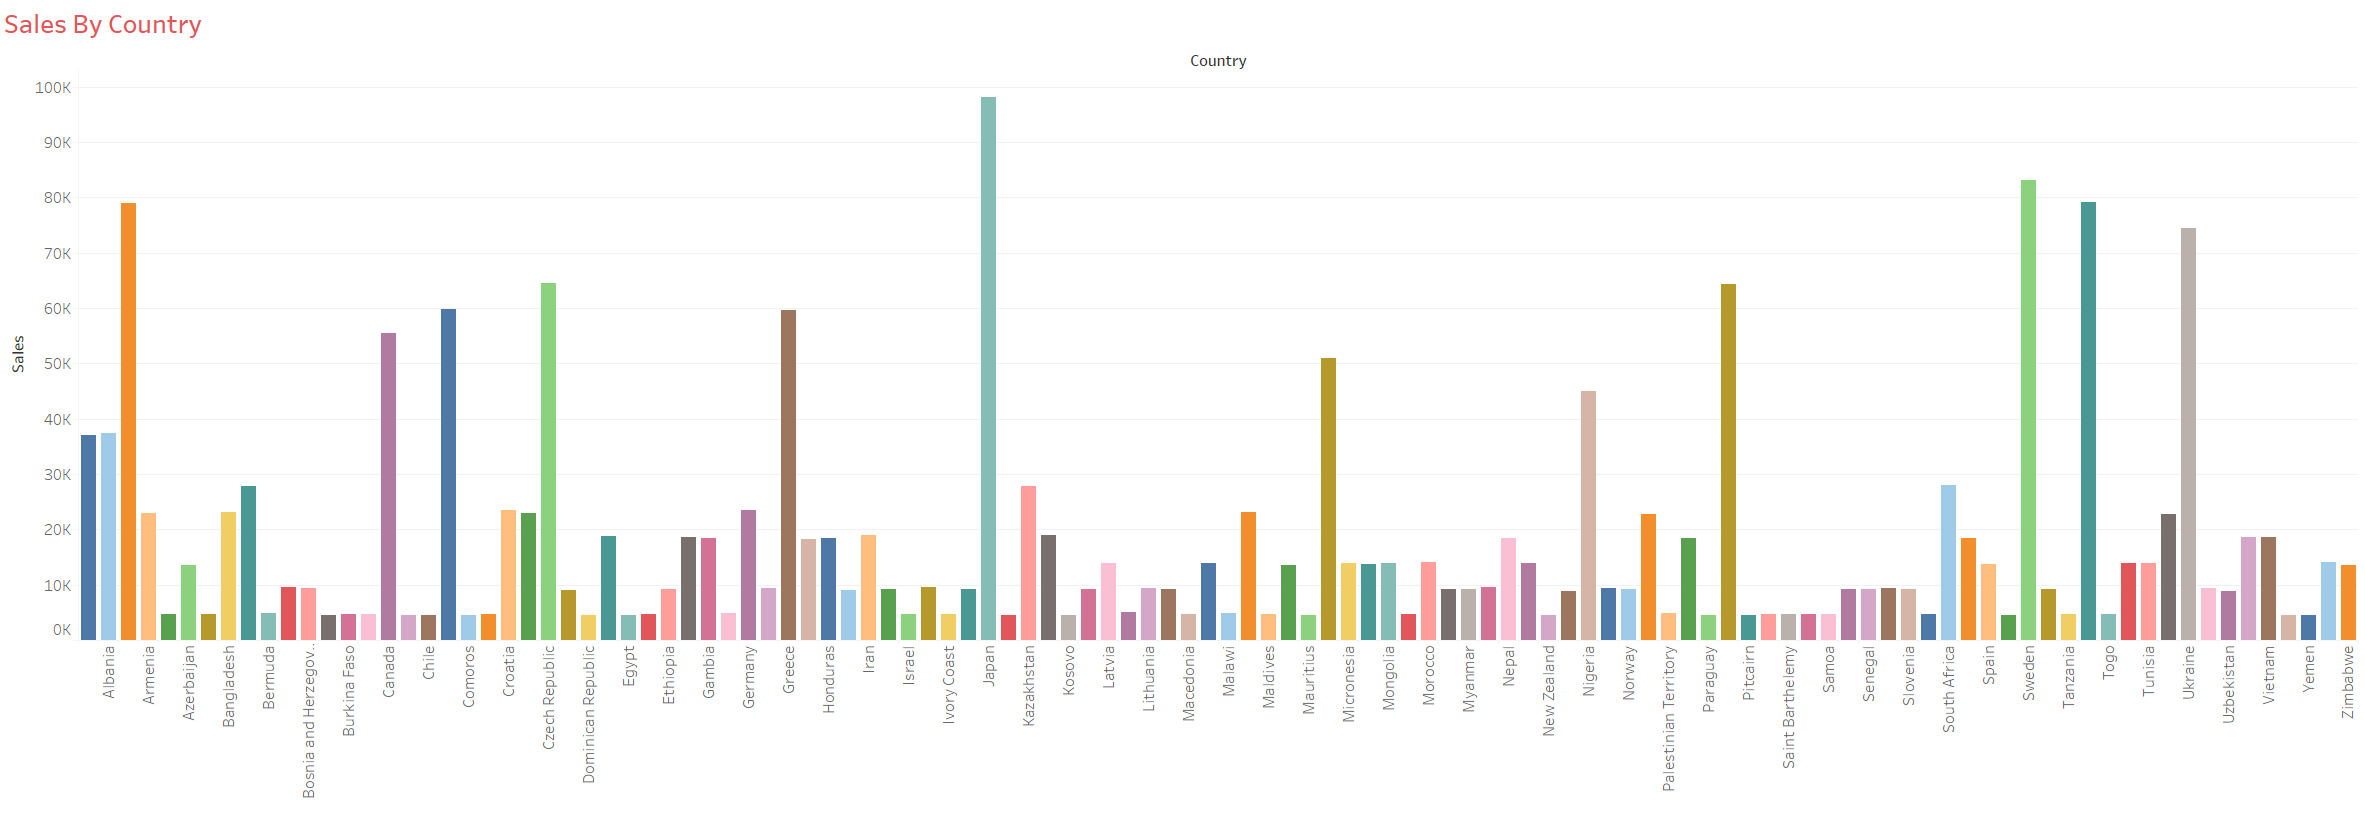 Sales By Country
Country
Sales
100K
90K
80K
70K
60K
50K
40K
30K
20K
10K
0K
Albania
Armenia
Azerbaijan
Bangladesh
Bermuda
Bosnia and Herzegov..
Burkina Faso
Canada
Chile
Comoros
Croatia
Czech Republic
Dominican Republic
Egypt
Ethiopia
Gambia
Germany
Greece
Honduras
Iran
Israel
Ivory Coast
Japan
Kazakhstan
Kosovo
Latvia
Lithuania
Macedonia
Malawi
Maldives
Mauritius
Micronesia
Mongolia
Morocco
Myanmar
Nepal
New Zealand
Nigeria
Norway
Palestinian Territory
Paraguay
Pitcairn
Saint Barthelemy
Samoa
Senegal
Slovenia
South Africa
Spain
Sweden
Tanzania
Togo
Tunisia
Ukraine
Uzbekistan
Vietnam
Yemen
Zimbabwe